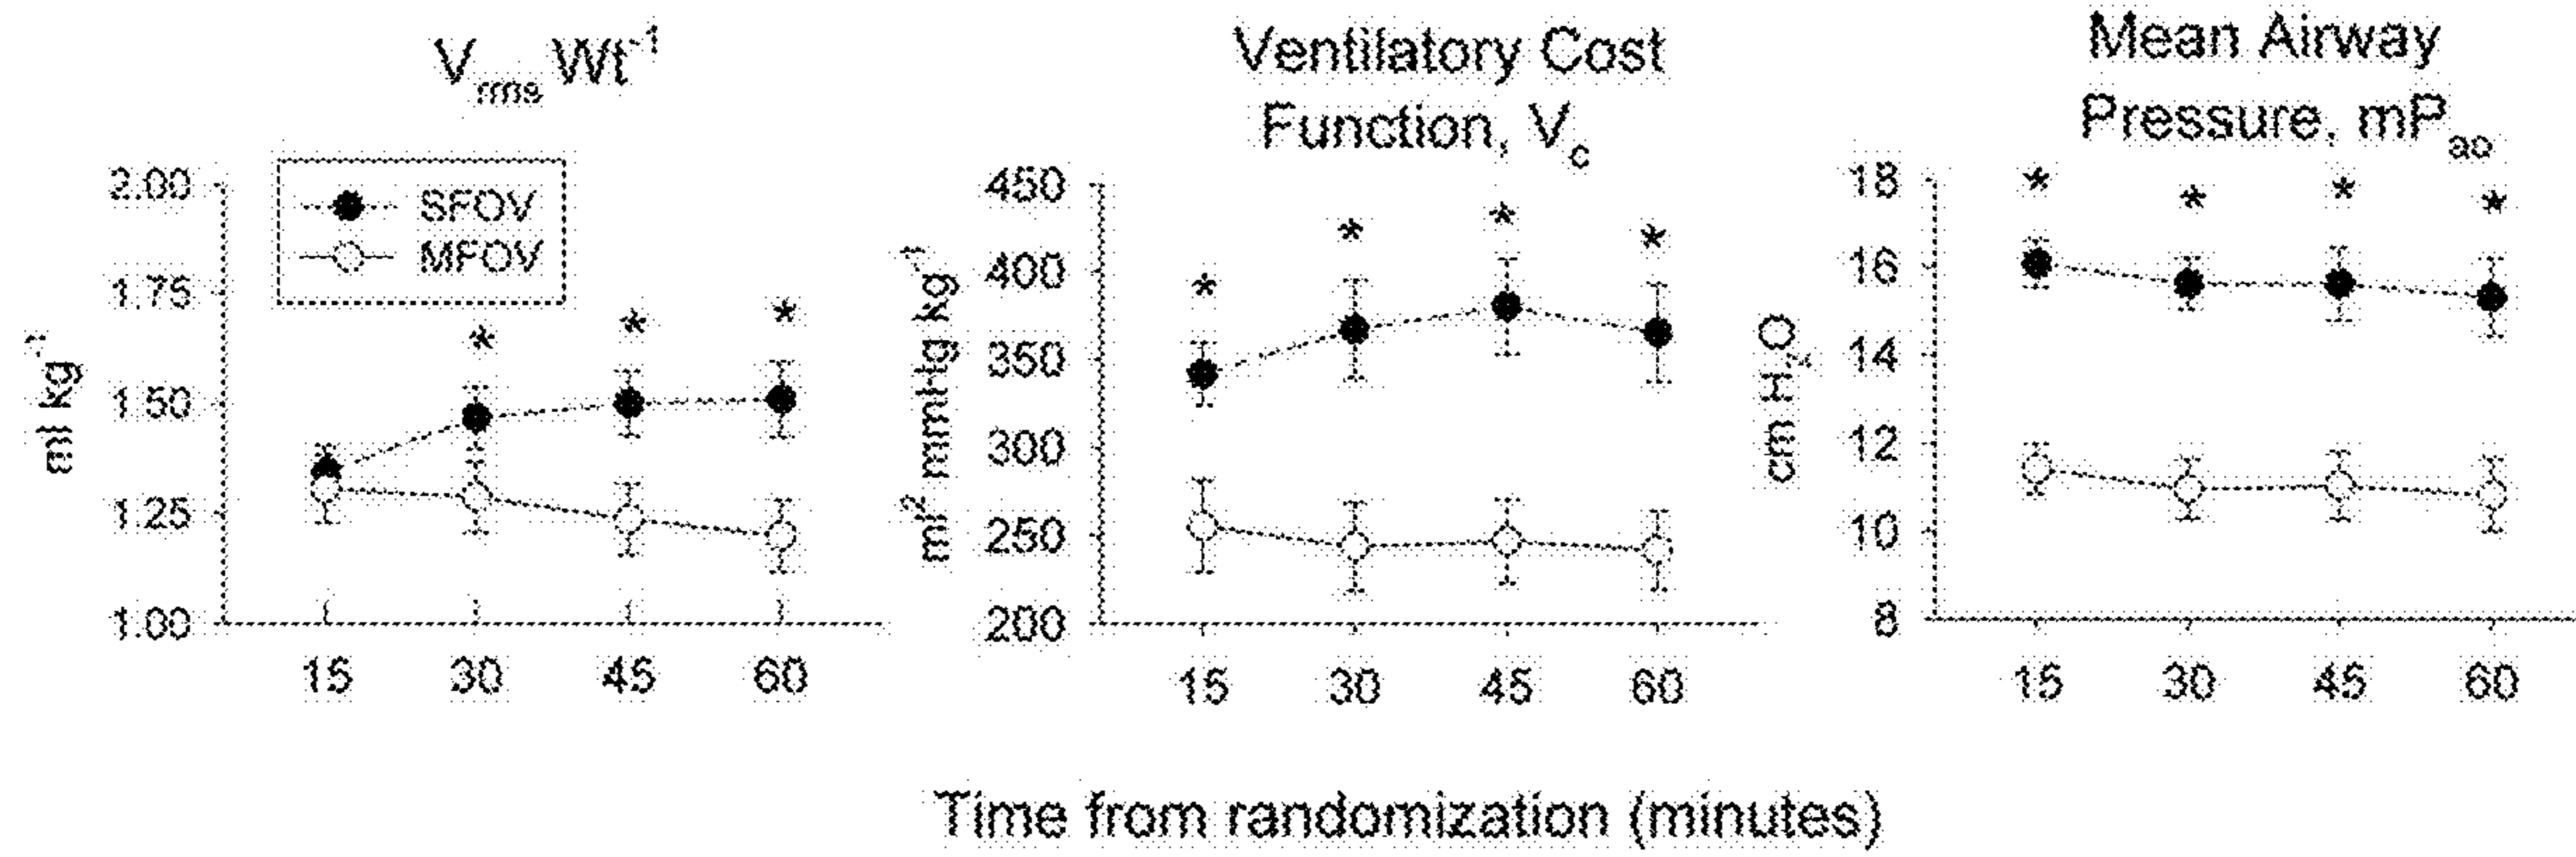 V_rms Wt^-1
2.00
1.75
1.50
1.25
1.00
ml kg^-1
SFOV
MFOV
15 30 45 60
Ventilatory Cost
Function, V_c
450
400
350
300
250
200
ml^2 mmHg kg^-1
15 30 45 60
Mean Airway
Pressure, mP_ao
18
16
14
12
10
8
cm H_2O
15 30 45 60
* * *
* * * *
* * * *
Time from randomization (minutes)